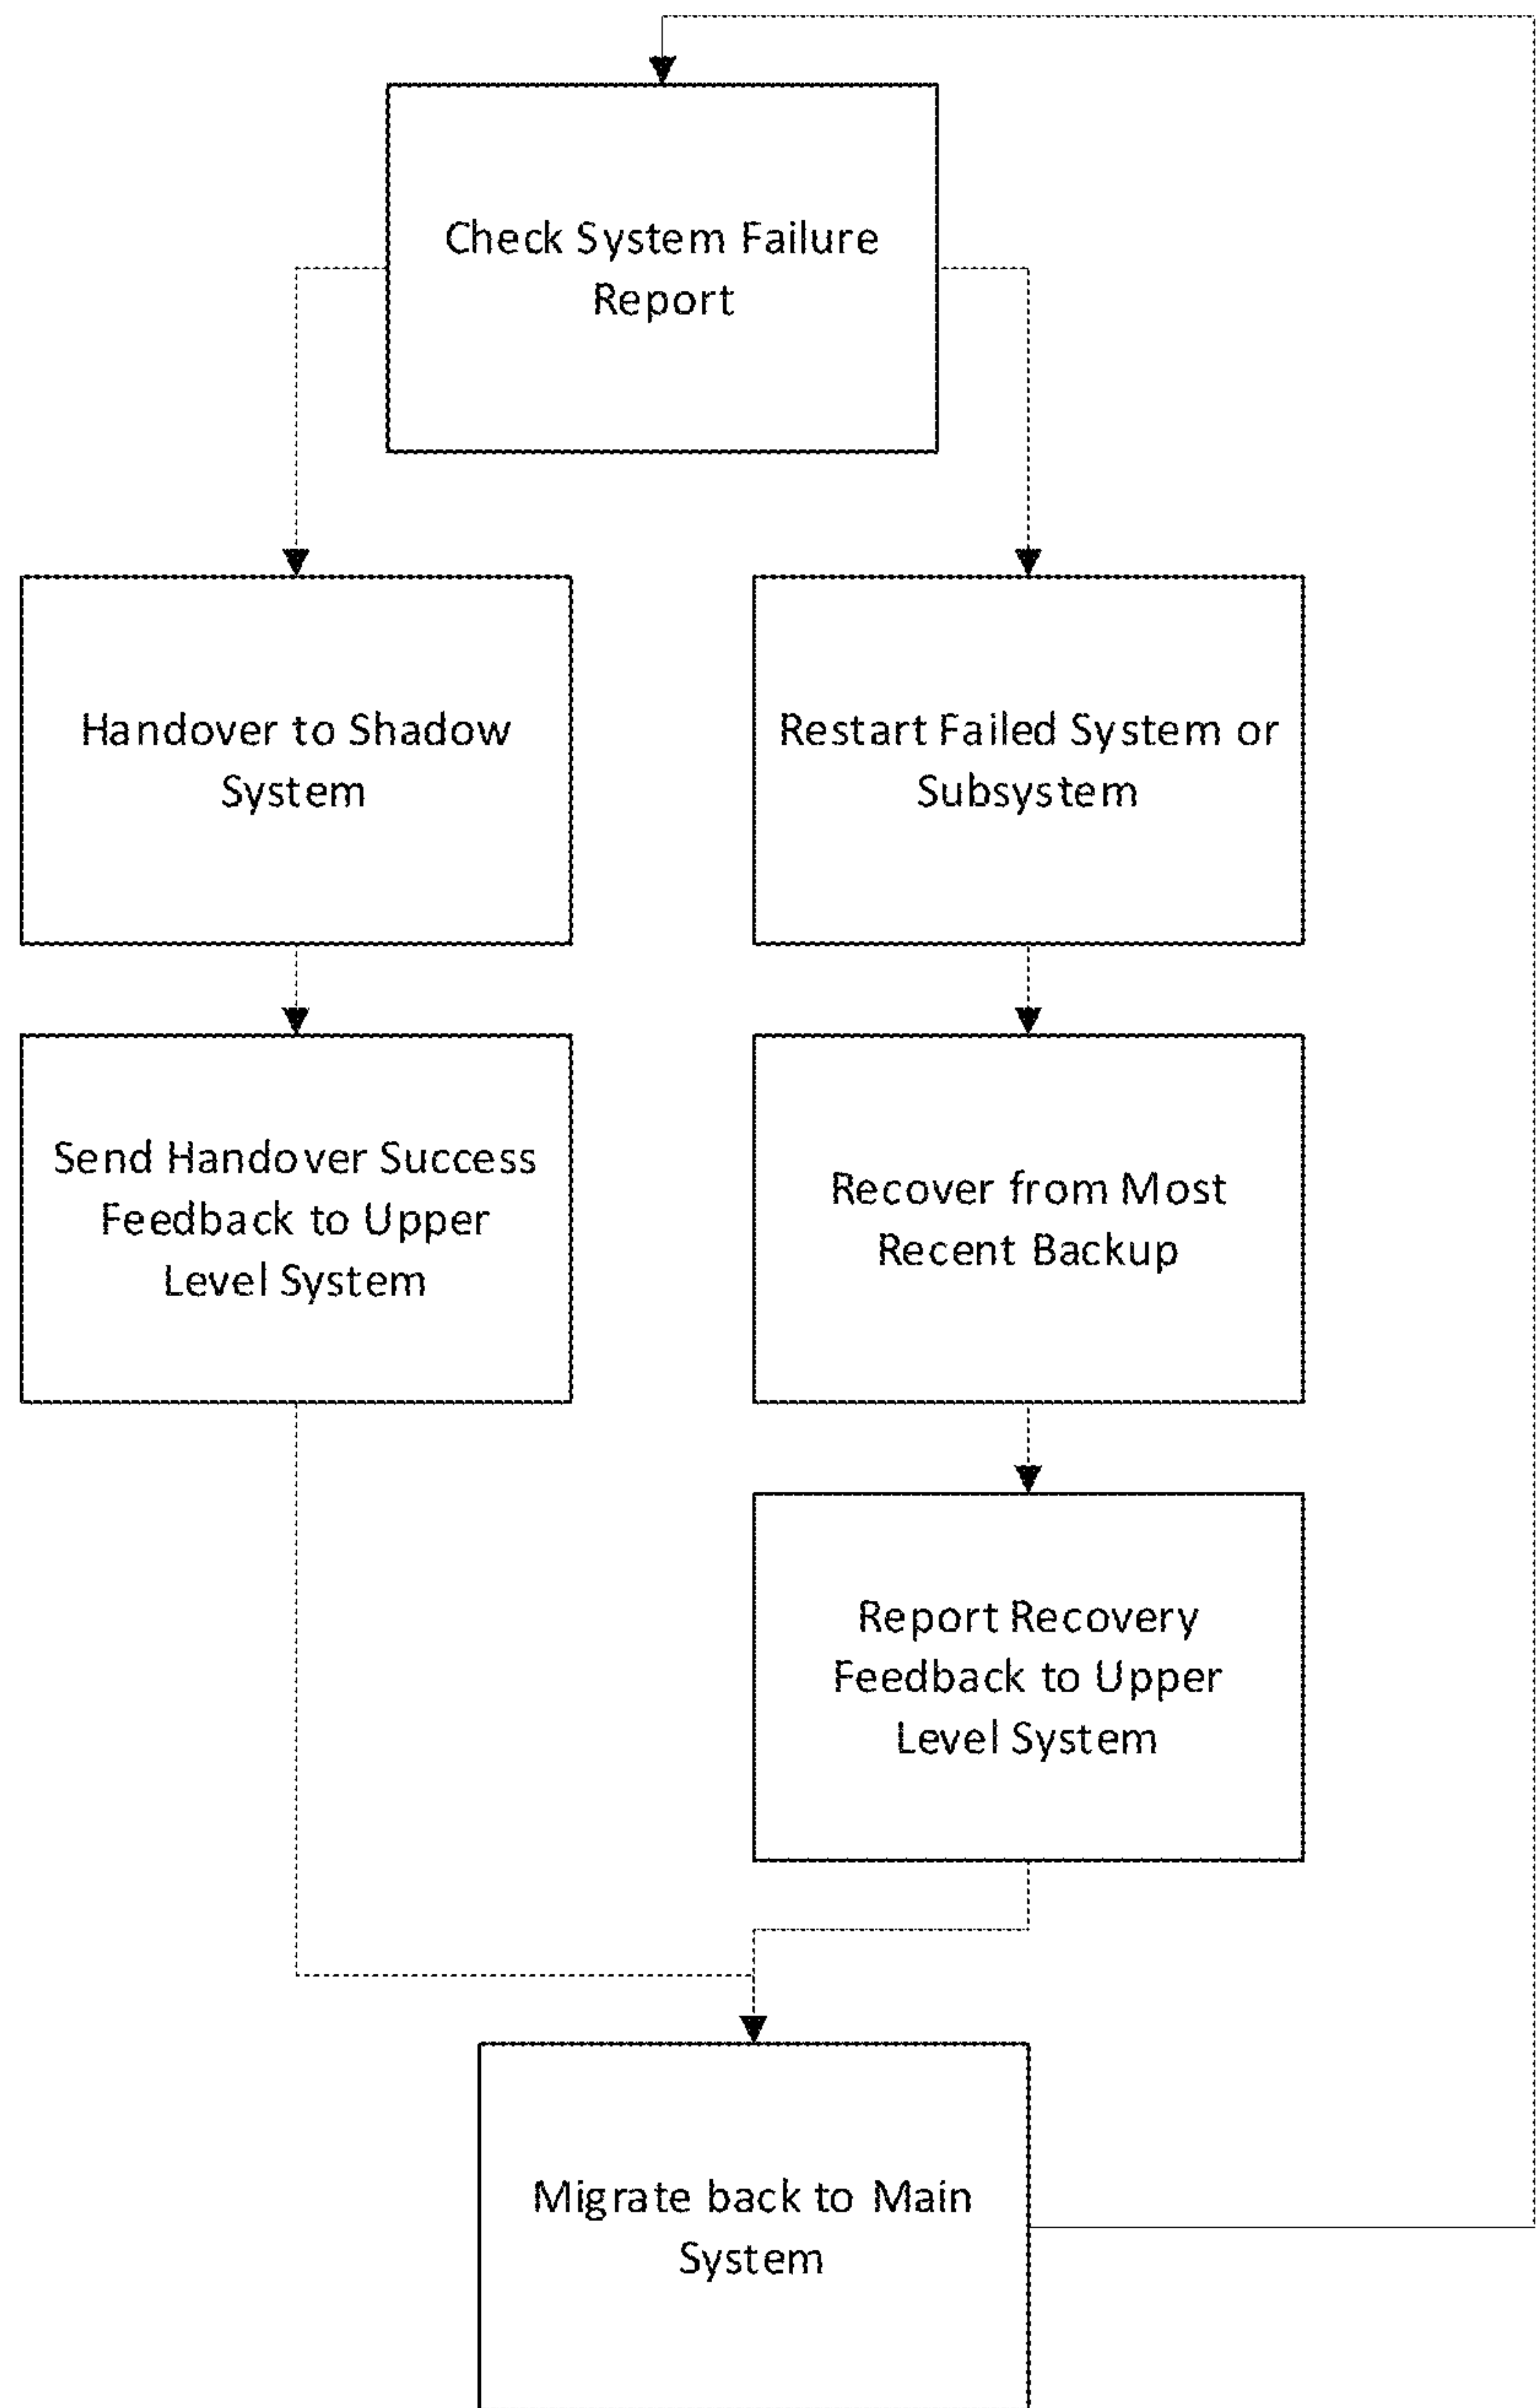 Check System Failure
Report
Handover to Shadow
System
Restart Failed System or
Subsystem
Send Handover Success
Feedback to Upper
Level System
Recover from Most
Recent Backup
Report Recovery
Feedback to Upper
Level System
Migrate back to Main
System